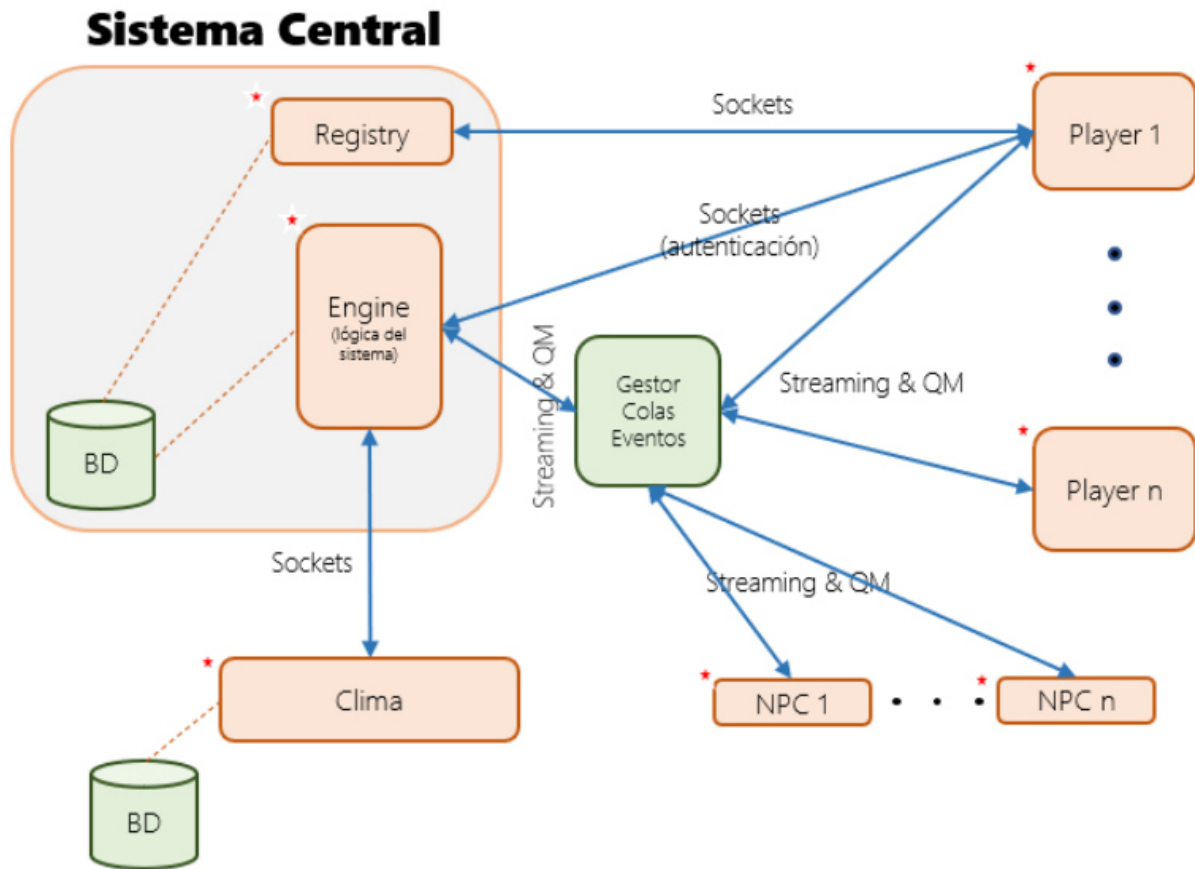 Sistema Central
Registry
Sockets
Player 1
Sockets
(autenticación)
Engine
(lógica del
sistema)
Streaming & QM
Gestor
Colas
Eventos
Streaming & QM
BD
Player n
Sockets
Streaming & QM
Clima
NPC 1
NPC n
BD